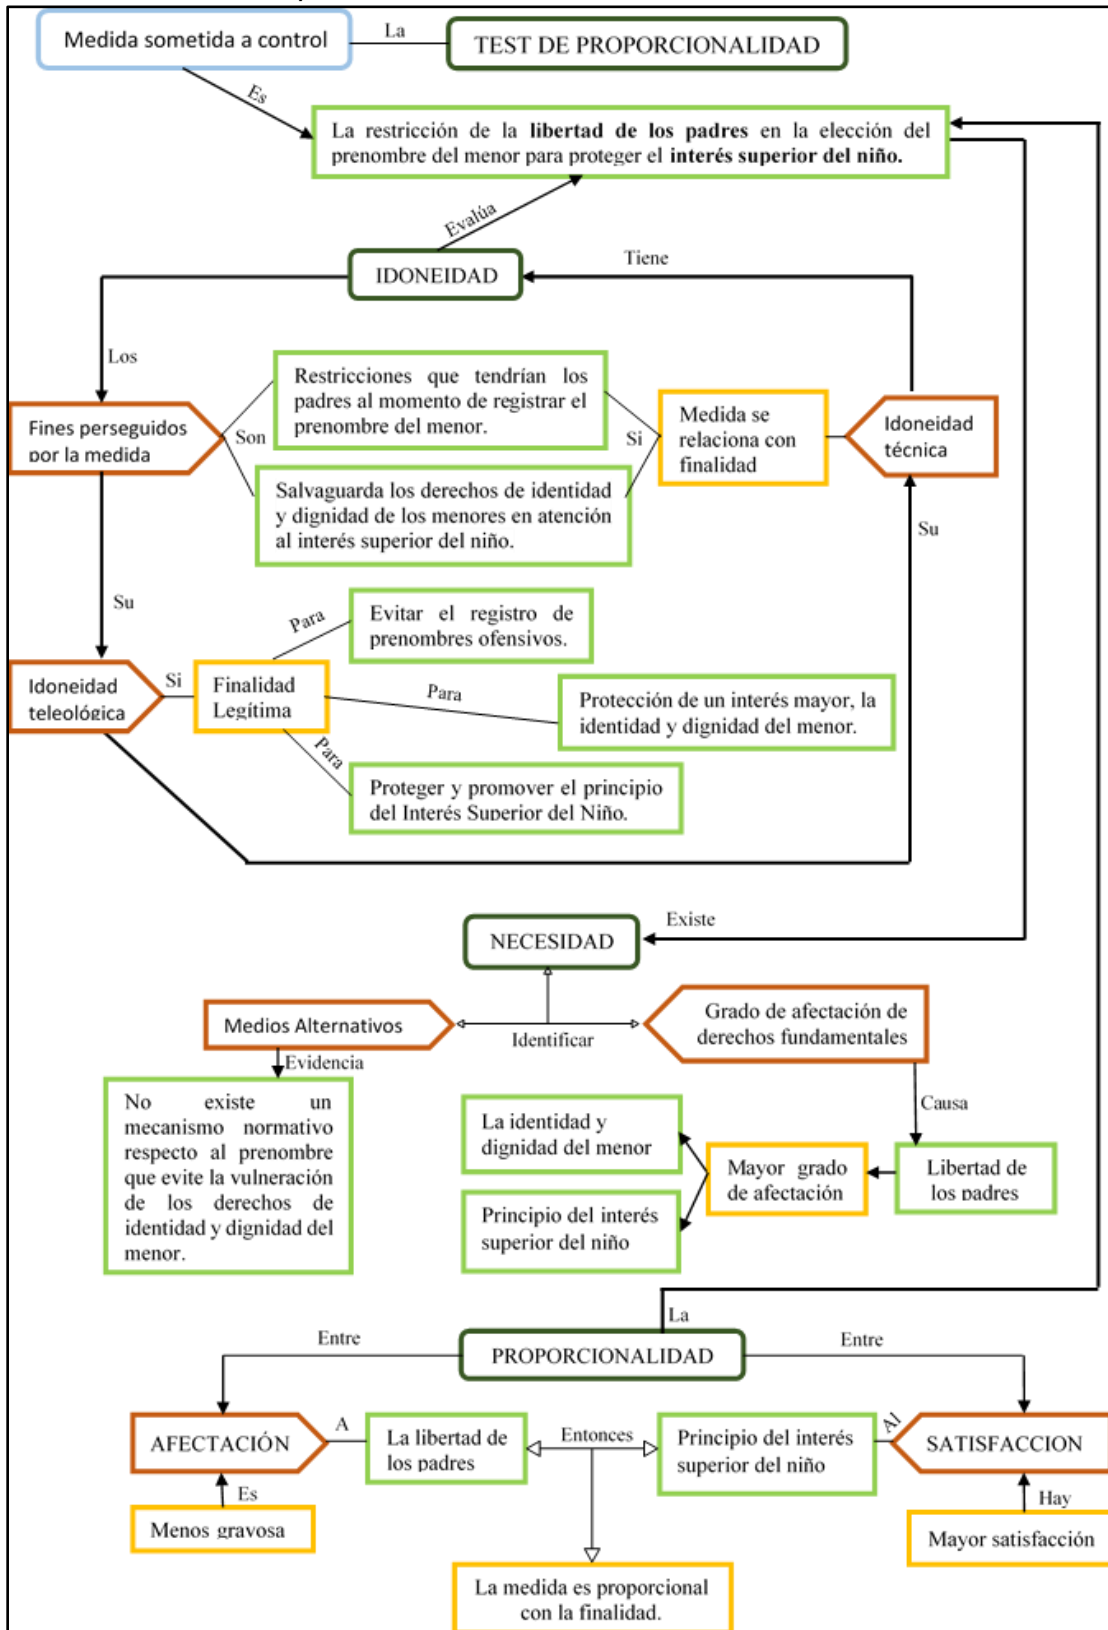 Medida sometida a control
La
TEST DE PROPORCIONALIDAD
Es
La restricción de la libertad de los padres en la elección del
prenombre del menor para proteger el interés superior del niño.
Evalúa
IDONEIDAD
Tiene
Los
Restricciones que tendrían los
padres al momento de registrar el
prenombre del menor.
Fines perseguidos
por la medida
Son
Si
Medida se
relaciona con
finalidad
Idoneidad
técnica
Salvaguarda los derechos de identidad
y dignidad de los menores en atención
al interés superior del niño.
Su
Su
Para
Evitar el registro de
prenombres ofensivos.
Idoneidad
teleológica
Si
Finalidad
Legítima
Para
Protección de un interés mayor, la
identidad y dignidad del menor.
Para
Proteger y promover el principio
del Interés Superior del Niño.
Existe
NECESIDAD
Medios Alternativos
Identificar
Grado de afectación de
derechos fundamentales
Evidencia
No existe un
mecanismo normativo
respecto al prenombre
que evite la vulneración
de los derechos de
identidad y dignidad del
menor.
Causa
La identidad y
dignidad del menor
Mayor grado
de afectación
Libertad de
los padres
Principio del interés
superior del niño
La
Entre
PROPORCIONALIDAD
Entre
AFECTACIÓN
A
La libertad de
los padres
Entonces
Principio del interés
superior del niño
Al
SATISFACCION
Es
Menos gravosa
Hay
Mayor satisfacción
La medida es proporcional
con la finalidad.